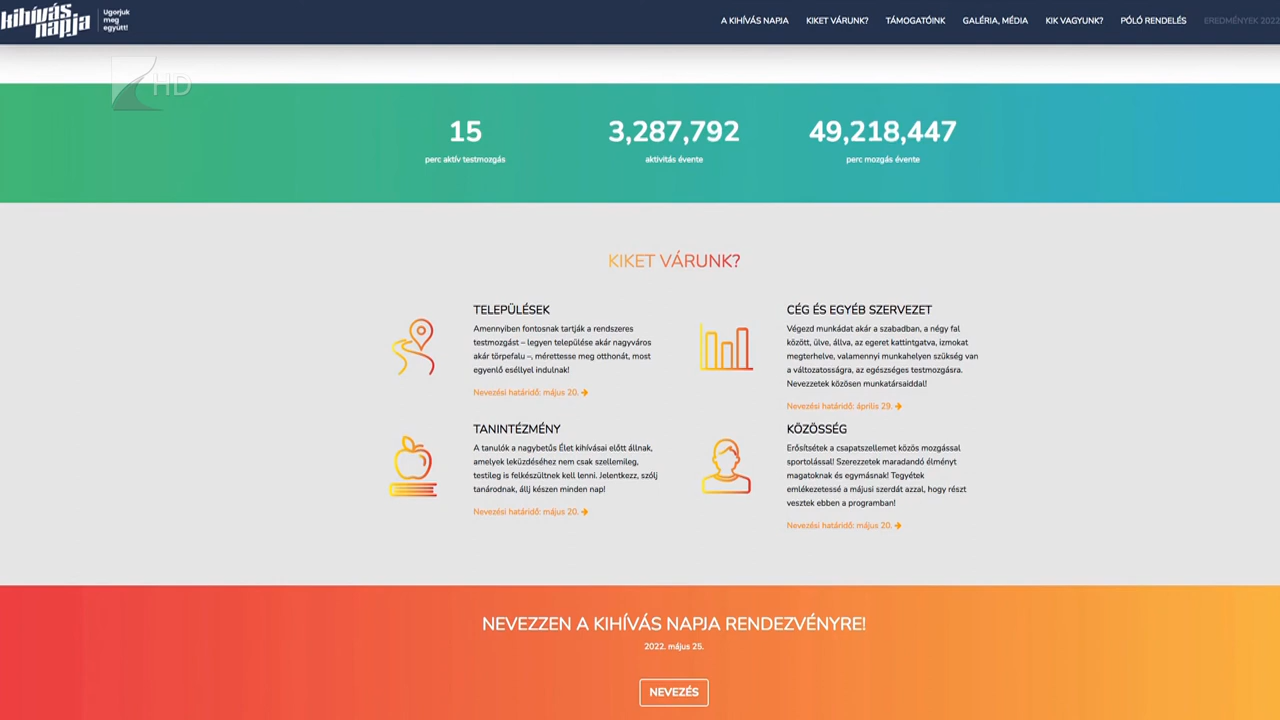 kihívás
napja
Ugorjuk
meg
együtt!
A KIHÍVÁS NAPJA KIKET VÁRUNK? TÁMOGATÓINK GALÉRIA, MÉDIA KIK VAGYUNK? PÓLÓ RENDELÉS EREDMÉNYEK 2022
HD
15 3,287,792 49,218,447
perc aktív testmozgás aktivitás évente perc mozgás évente
KIKET VÁRUNK?
TELEPÜLÉSEK
Amennyiben fontosnak tartják a rendszeres
testmozgást – legyen települése akár nagyváros
akár törpefalu –, mérettesse meg otthonát, most
egyenlő eséllyel indulnak!
Nevezési határidő: május 20. →
CÉG ÉS EGYÉB SZERVEZET
Végezd munkádat akár a szabadban, a négy fal
között, ülve, állva, az egeret kattintgatva, izmokat
megterhelve, valamennyi munkahelyen szükség van
a változatosságra, az egészséges testmozgásra.
Nevezzetek közösen munkatársaiddal!
Nevezési határidő: április 29. →
TANINTÉZMÉNY
A tanulók a nagybetűs Élet kihívásai előtt állnak,
amelyek leküzdéséhez nem csak szellemileg,
testileg is felkészültnek kell lenni. Jelentkezz, szólj
tanárodnak, állj készen minden nap!
Nevezési határidő: május 20. →
KÖZÖSSÉG
Erősítsétek a csapatszellemet közös mozgással
sportolással! Szerezzetek maradandó élményt
magatoknak és egymásnak! Tegyétek
emlékezetessé a májusi szerdát azzal, hogy részt
vesztek ebben a programban!
Nevezési határidő: május 20. →
NEVEZZEN A KIHÍVÁS NAPJA RENDEZVÉNYRE!
2022. május 25.
NEVEZÉS